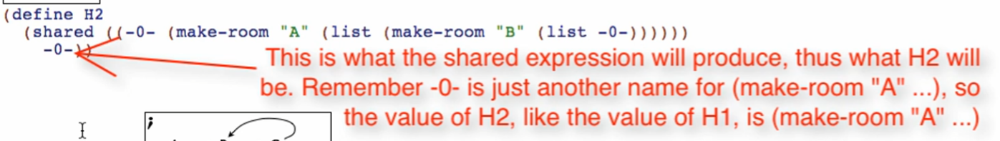 (define H2
(shared ((-0- (make-room "A" (list (make-room "B" (list -0-))))))
-0-))
This is what the shared expression will produce, thus what H2 will
be. Remember -0- is just another name for (make-room "A" ...), so
the value of H2, like the value of H1, is (make-room "A" ...)
;